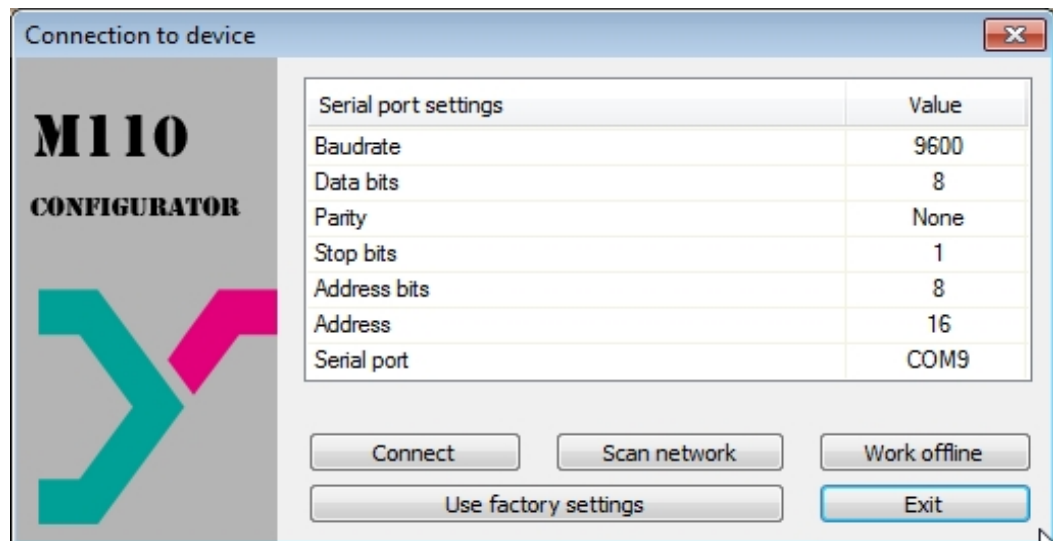 Connection to device
M110
CONFIGURATOR
Serial port settings Value
Baudrate 9600
Data bits 8
Parity None
Stop bits 1
Address bits 8
Address 16
Serial port COM9
Connect Scan network Work offline
Use factory settings Exit